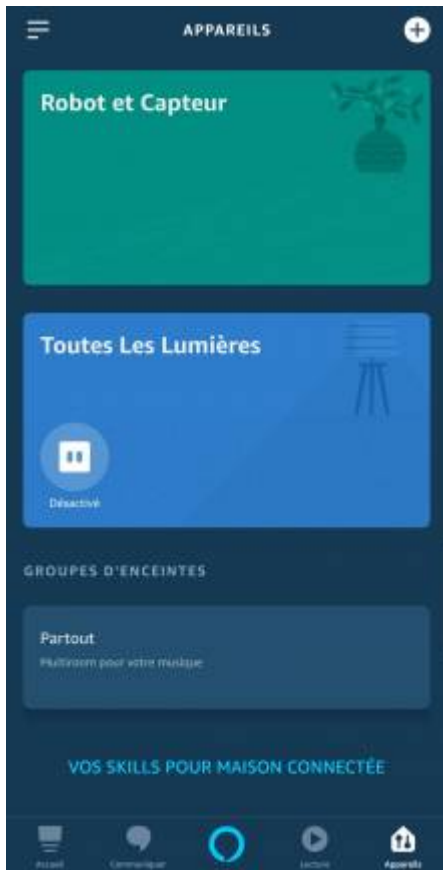 APPAREILS
Robot et Capteur
Toutes Les Lumières
Désactivé
GROUPES D'ENCEINTES
Partout
Multiroom pour votre musique
VOS SKILLS POUR MAISON CONNECTÉE
Accueil Communiquer Lecture Appareils